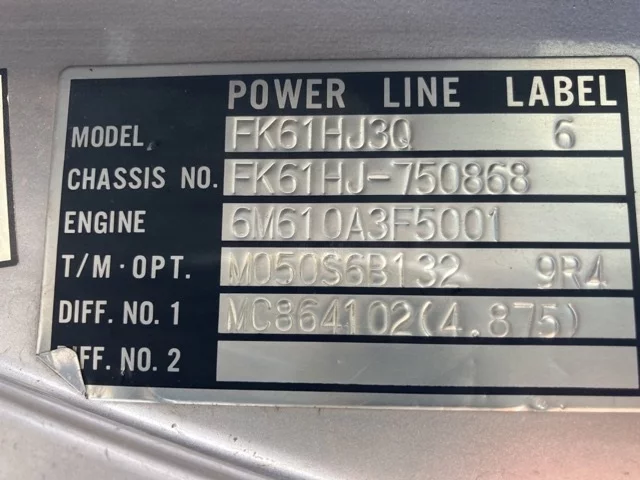 POWER LINE LABEL
MODEL FK61HJ3Q 6
CHASSIS NO. FK61HJ-750868
ENGINE 6M610A3F5001
T/M·OPT. M050S6B132 9R4
DIFF. NO. 1 MC864102(4.875)
DIFF. NO. 2